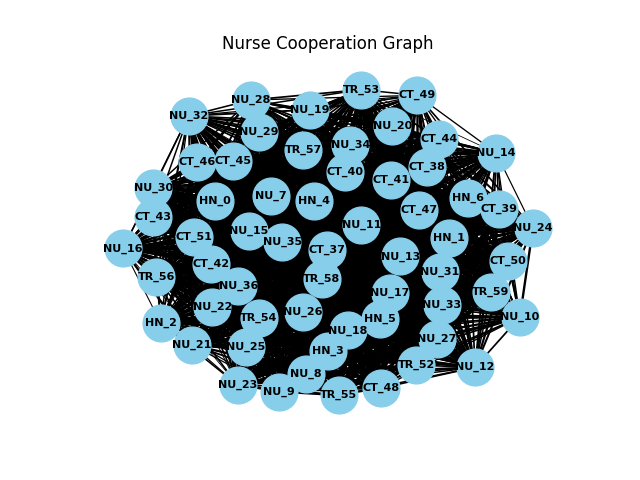 Nurse Cooperation Graph
TR_53
CT_49
NU_28
NU_19
NU_32
NU_20
NU_29
CT_44
NU_34
TR_57
NU_14
CT_46
CT_45
CT_38
CT_40
CT_41
NU_30
NU_7
HN_6
HN_0
HN_4
CT_39
CT_47
CT_43
NU_11
NU_24
NU_15
CT_51
HN_1
NU_35
NU_16
CT_37
NU_13
CT_50
CT_42
NU_31
TR_56
TR_58
NU_36
TR_59
NU_17
NU_33
NU_22
NU_26
NU_10
TR_54
HN_5
HN_2
NU_18
NU_27
NU_21
NU_25
HN_3
TR_52
NU_12
NU_8
NU_23
CT_48
NU_9
TR_55